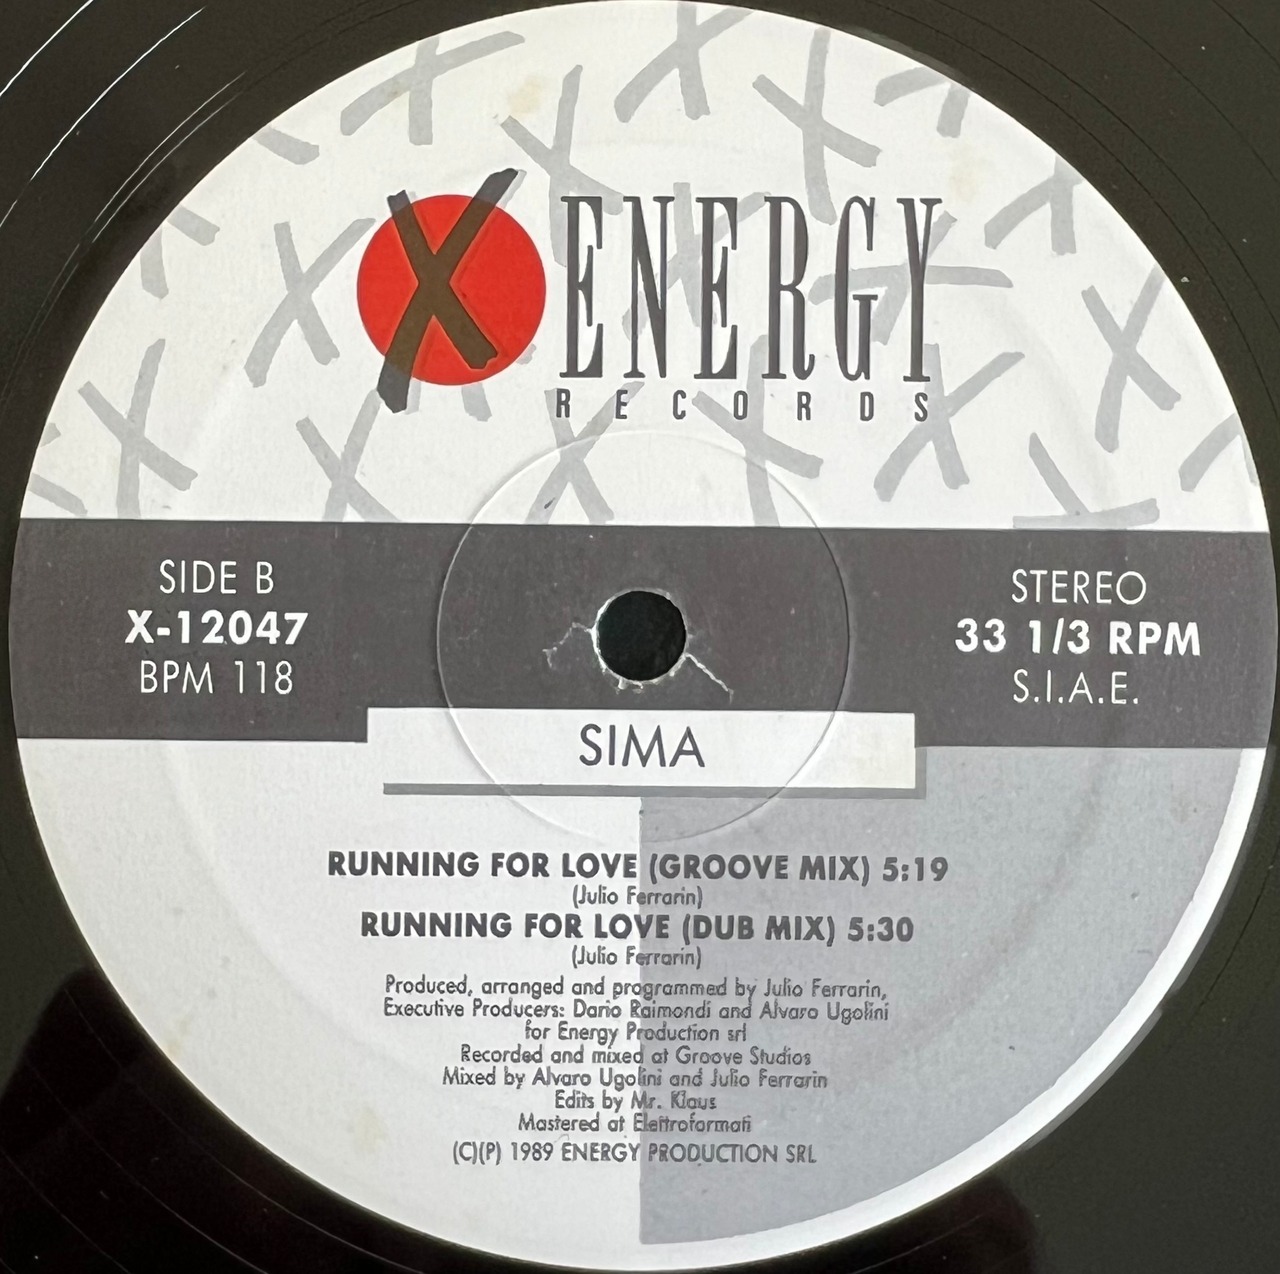 X ENERGY
RECORDS
SIDE B
X-12047
BPM 118
STEREO
33 1/3 RPM
S.I.A.E.
SIMA
RUNNING FOR LOVE (GROOVE MIX) 5:19
(Julio Ferrarin)
RUNNING FOR LOVE (DUB MIX) 5:30
(Julio Ferrarin)
Produced, arranged and programmed by Julio Ferrarin,
Executive Producers: Dario Raimondi and Alvaro Ugolini
for Energy Production srl
Recorded and mixed at Groove Studios
Mixed by Alvaro Ugolini and Julio Ferrarin
Edits by Mr. Klaus
Mastered at Elettroformati
(C)(P) 1989 ENERGY PRODUCTION SRL